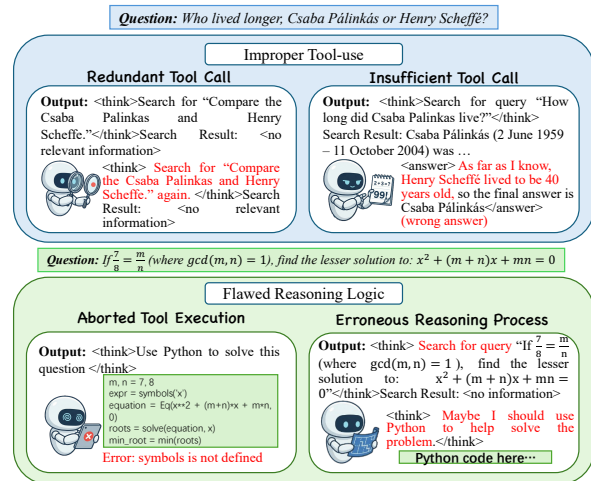 Question: Who lived longer, Csaba Pálinkás or Henry Scheffé?
Improper Tool-use
Redundant Tool Call
Output: <think>Search for “Compare
the Csaba Palinkas and Henry
Scheffe.”</think>Search Result: <no
relevant information>
<think> Search for “Compare
the Csaba Palinkas and Henry
Scheffe.” again. </think>Search
Result: <no relevant
information>
Insufficient Tool Call
Output: <think>Search for query “How
long did Csaba Palinkas live?”</think>
Search Result: Csaba Pálinkás (2 June 1959
– 11 October 2004) was …
2+3=?
99!
<answer> As far as I know,
Henry Scheffé lived to be 40
years old, so the final answer is
Csaba Pálinkás</answer>
(wrong answer)
Question: If 7/8 = m/n (where gcd(m, n) = 1), find the lesser solution to: x² + (m + n)x + mn = 0
Flawed Reasoning Logic
Aborted Tool Execution
Output: <think>Use Python to solve this
question </think>
m, n = 7, 8
expr = symbols('x')
equation = Eq(x**2 + (m+n)*x + m*n,
0)
roots = solve(equation, x)
min_root = min(roots)
Error: symbols is not defined
Erroneous Reasoning Process
Output: <think> Search for query “If 7/8 = m/n
(where gcd(m, n) = 1 ), find the lesser
solution to: x² + (m + n)x + mn =
0”</think>Search Result: <no information>
<think> Maybe I should use
Python to help solve the
problem.</think>
Python code here…